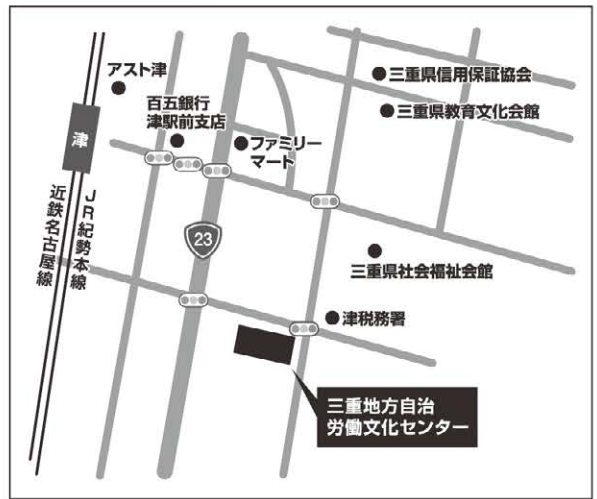 アスト津
百五銀行
津駅前支店
津
ファミリー
マート
三重県信用保証協会
三重県教育文化会館
JR紀勢本線
近鉄名古屋線
23
三重県社会福祉会館
津税務署
三重地方自治
労働文化センター